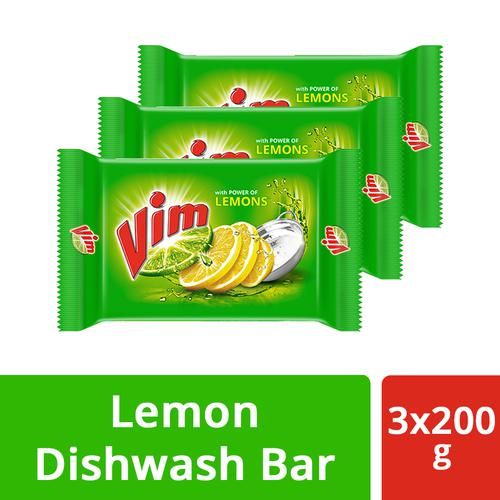 with POWER OF
LEMONS
with POWER OF
LEMONS
Vim
with POWER OF
LEMONS
Vim
Vim
Vim
Lemon
Dishwash Bar
3x200
g